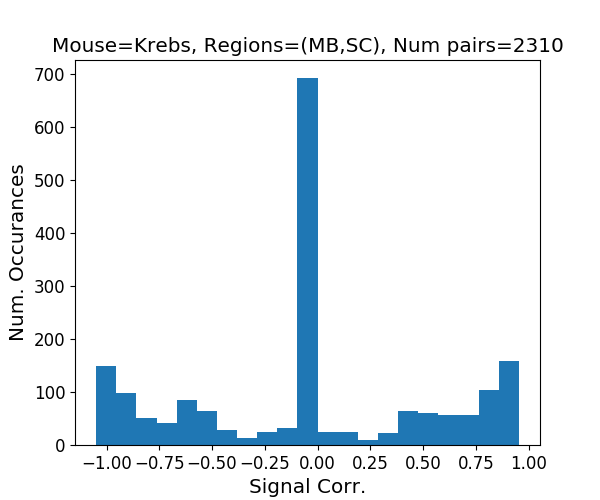 Mouse=Krebs, Regions=(MB,SC), Num pairs=2310
700
600
500
400
300
200
100
0
Num. Occurances
−1.00 −0.75 −0.50 −0.25 0.00 0.25 0.50 0.75 1.00
Signal Corr.